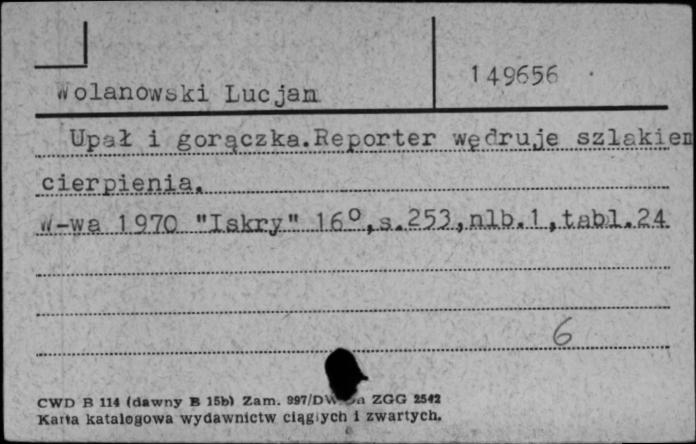 149656
Wolanowski Lucjan
Upał i gorączka.Reporter wędruje szlakiem
cierpienia.
W-wa 1970 "Iskry" 16º,s.253,nlb.1,tabl.24
6
CWD B 114 (dawny B 15b) Zam. 997/ ZGG 2542
Karta katalogowa wydawnictw ciągłych i zwartych.